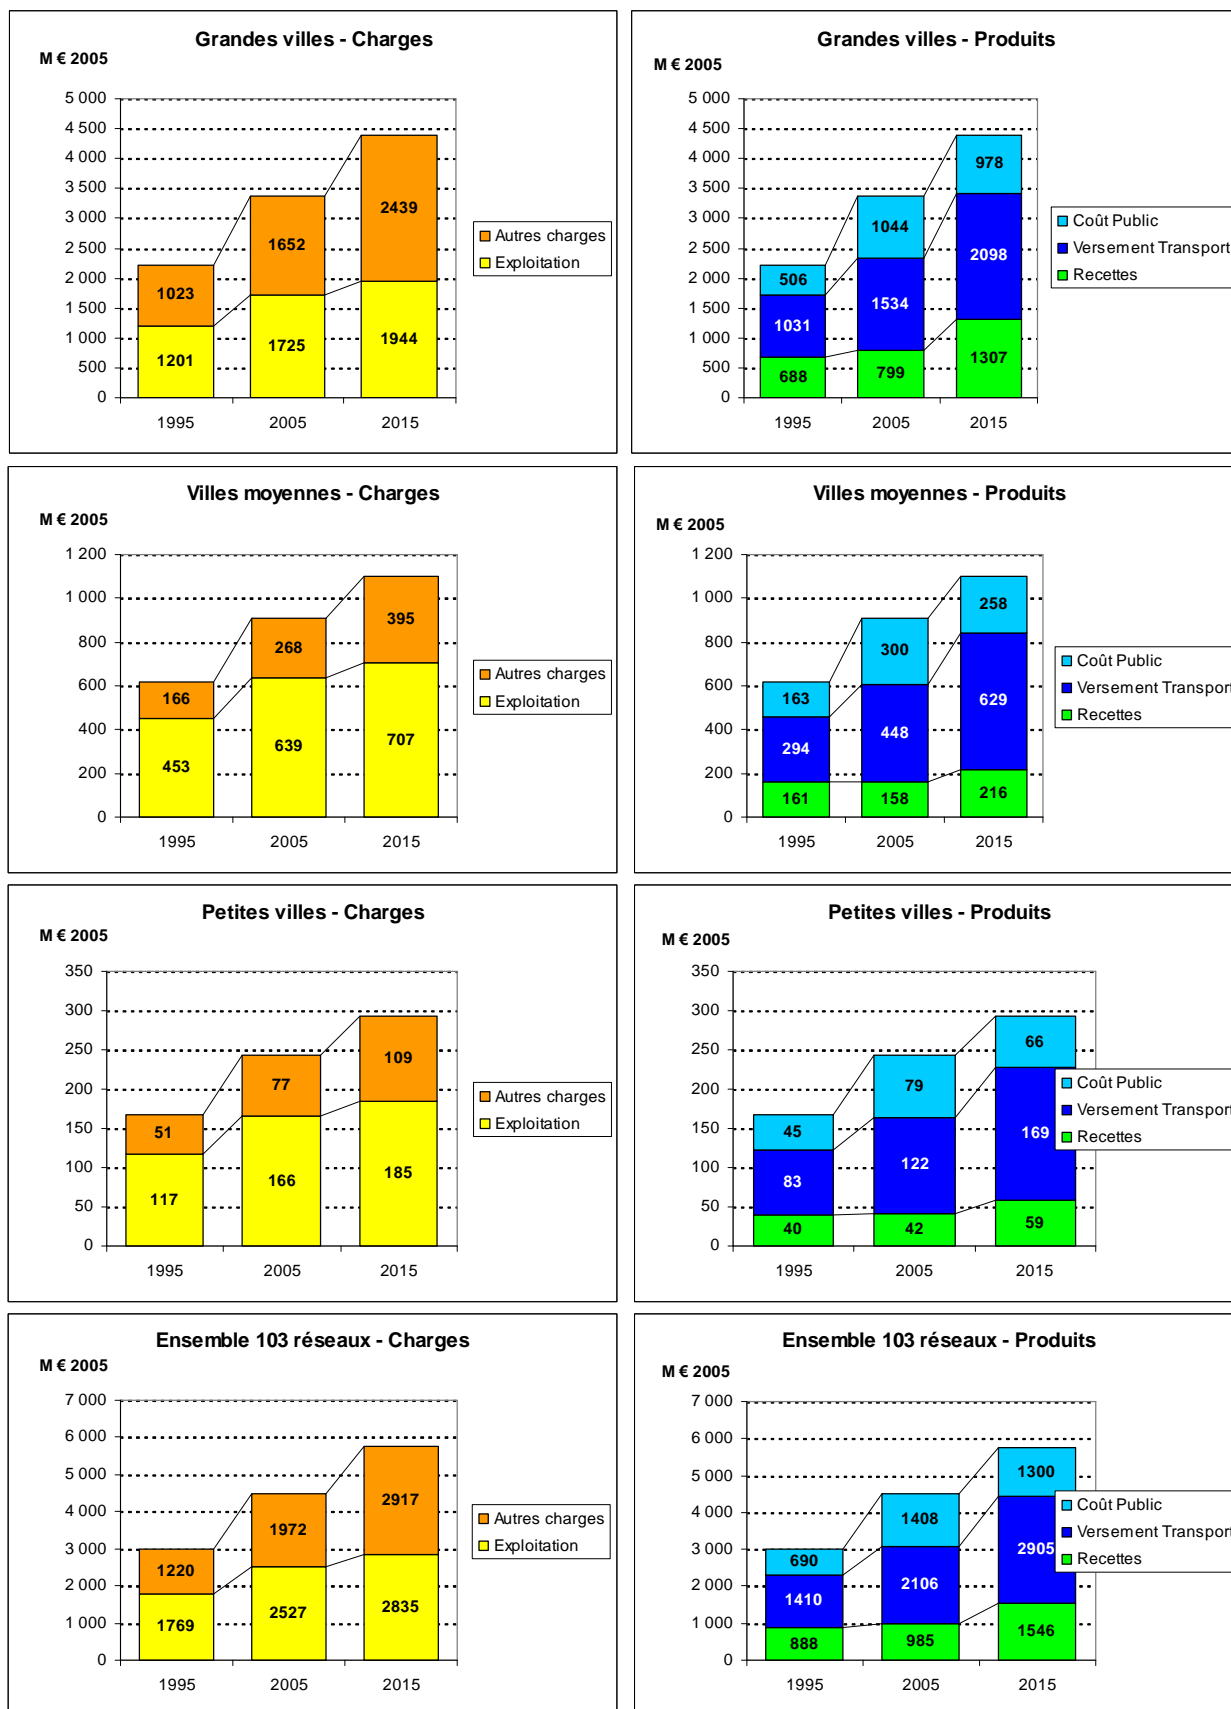 Grandes villes - Charges
M € 2005
5 000
4 500
4 000
3 500
3 000
2 500
2 000
1 500
1 000
500
0
1023
1652
2439
1201
1725
1944
1995 2005 2015
Autres charges
Exploitation
Grandes villes - Produits
M € 2005
5 000
4 500
4 000
3 500
3 000
2 500
2 000
1 500
1 000
500
0
506
1044
978
1031
1534
2098
688
799
1307
1995 2005 2015
Coût Public
Versement Transport
Recettes
Villes moyennes - Charges
M € 2005
1 200
1 000
800
600
400
200
0
166
268
395
453
639
707
1995 2005 2015
Autres charges
Exploitation
Villes moyennes - Produits
M € 2005
1 200
1 000
800
600
400
200
0
163
300
258
294
448
629
161
158
216
1995 2005 2015
Coût Public
Versement Transport
Recettes
Petites villes - Charges
M € 2005
350
300
250
200
150
100
50
0
51
77
109
117
166
185
1995 2005 2015
Autres charges
Exploitation
Petites villes - Produits
M € 2005
350
300
250
200
150
100
50
0
45
79
66
83
122
169
40
42
59
1995 2005 2015
Coût Public
Versement Transport
Recettes
Ensemble 103 réseaux - Charges
M € 2005
7 000
6 000
5 000
4 000
3 000
2 000
1 000
0
1220
1972
2917
1769
2527
2835
1995 2005 2015
Autres charges
Exploitation
Ensemble 103 réseaux - Produits
M € 2005
7 000
6 000
5 000
4 000
3 000
2 000
1 000
0
690
1408
1300
1410
2106
2905
888
985
1546
1995 2005 2015
Coût Public
Versement Transport
Recettes